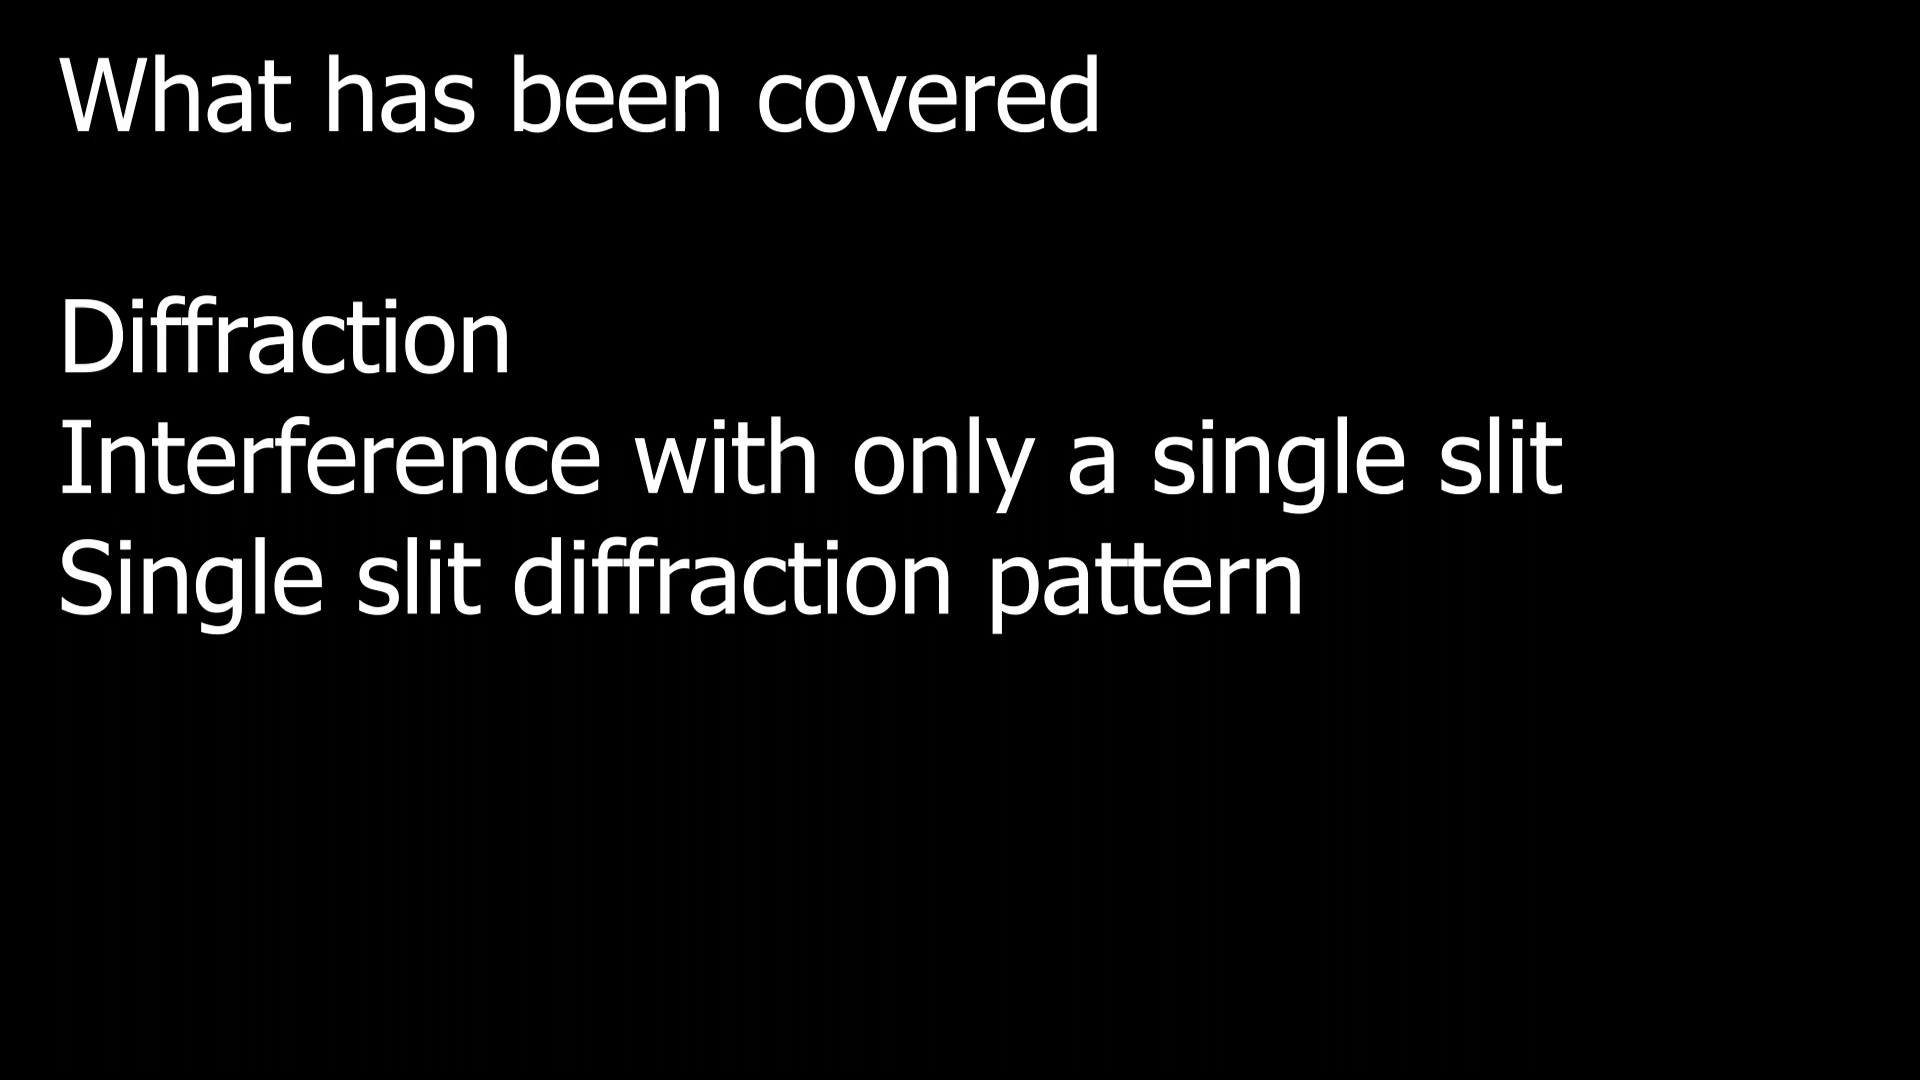 What has been covered
Diffraction
Interference with only a single slit
Single slit diffraction pattern